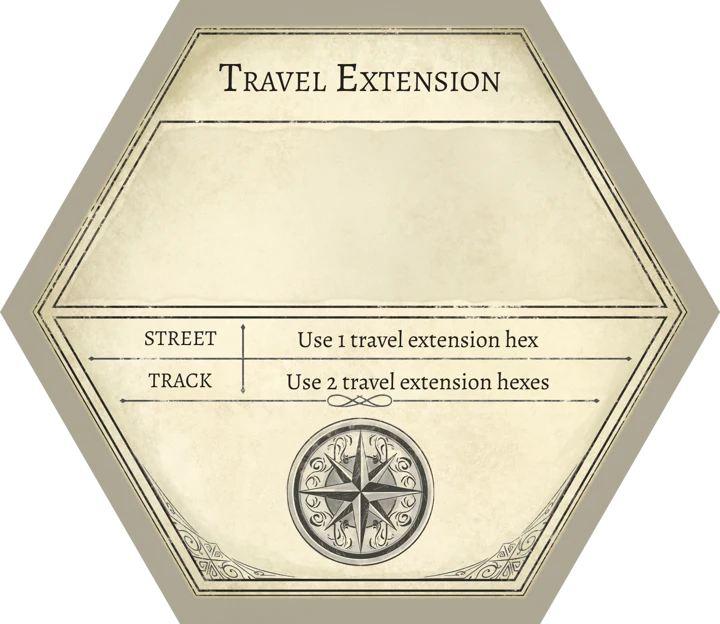 Travel Extension
STREET Use 1 travel extension hex
TRACK Use 2 travel extension hexes